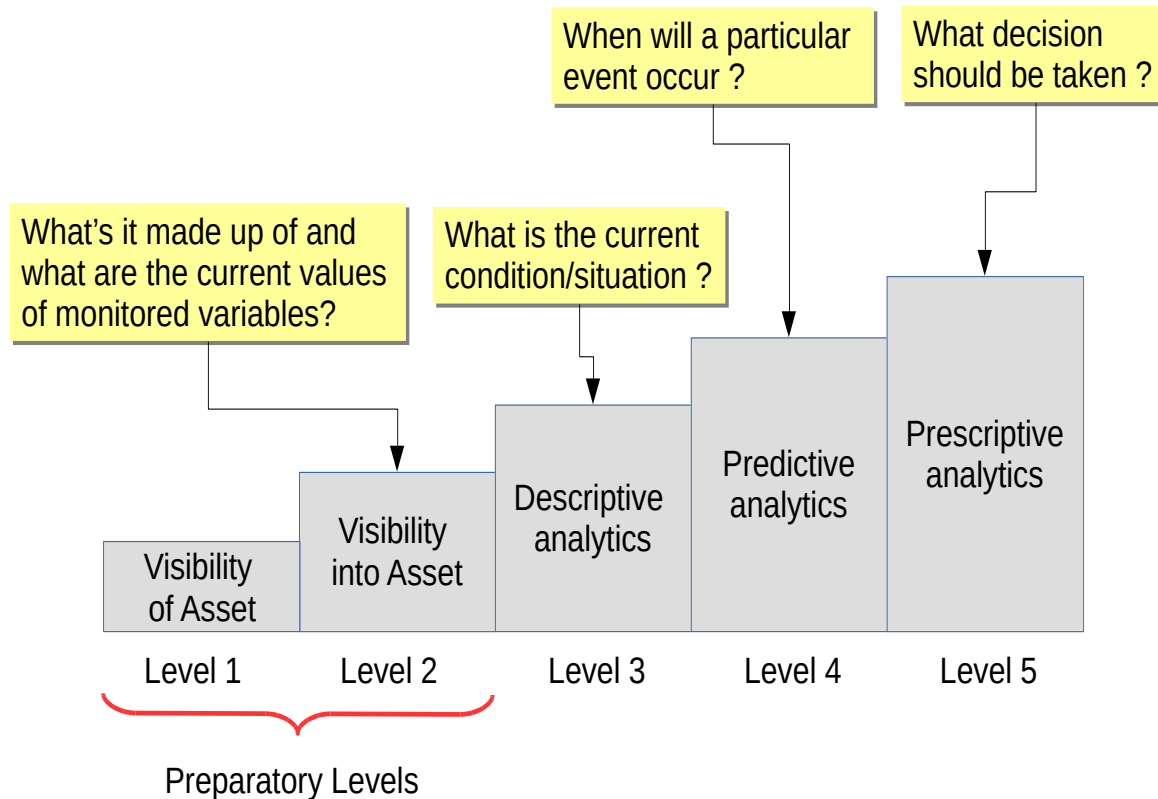 When will a particular
event occur ?
What decision
should be taken ?
What’s it made up of and
what are the current values
of monitored variables?
What is the current
condition/situation ?
Visibility
of Asset
Visibility
into Asset
Descriptive
analytics
Predictive
analytics
Prescriptive
analytics
Level 1
Level 2
Level 3
Level 4
Level 5
Preparatory Levels